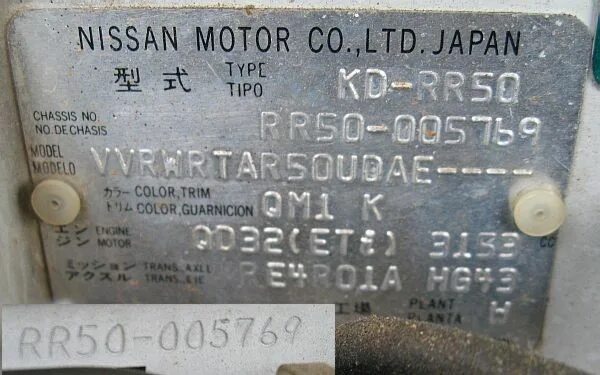 NISSAN MOTOR CO.,LTD. JAPAN
型式 TYPE TIPO KD-RR50
CHASSIS NO. NO.DE CHASIS RR50-005769
MODEL MODELO VVRWRTAR50UDAE----
カラー トリム COLOR,TRIM COLOR,GUARNICION QM1 K
エンジン ENGINE MOTOR QD32(ETi) 3153 CC
ミッション アクスル TRANS.,AXLE TRANS.,EJE RE4R01A HG43
工場 PLANT PLANTA H
RR50-005769